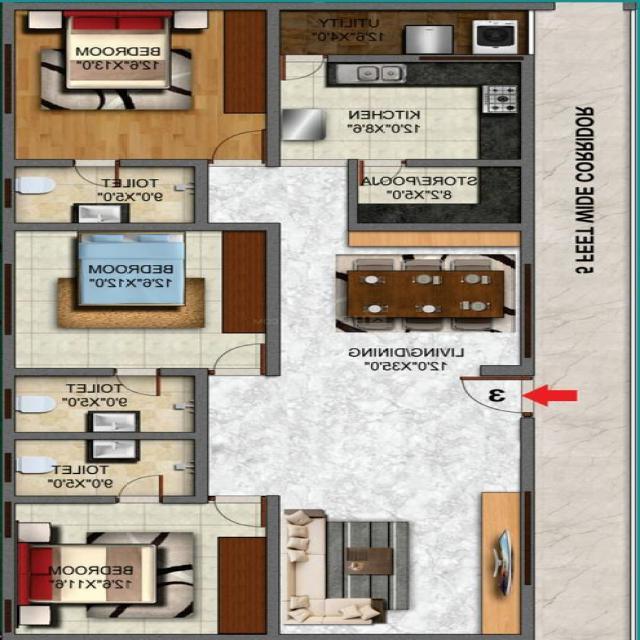 UTILITY
12'6"X4'0"
BEDROOM
12'6"X13'0"
KITCHEN
12'0"X8'6"
TOILET
9'0"X5'0"
STORE/POOJA
8'2"X5'0"
5 FEET WIDE CORRIDOR
BEDROOM
12'6"X12'0"
LIVING/DINING
12'0"X35'0"
TOILET
9'0"X5'0"
3
TOILET
9'0"X5'0"
BEDROOM
12'6"X11'6"